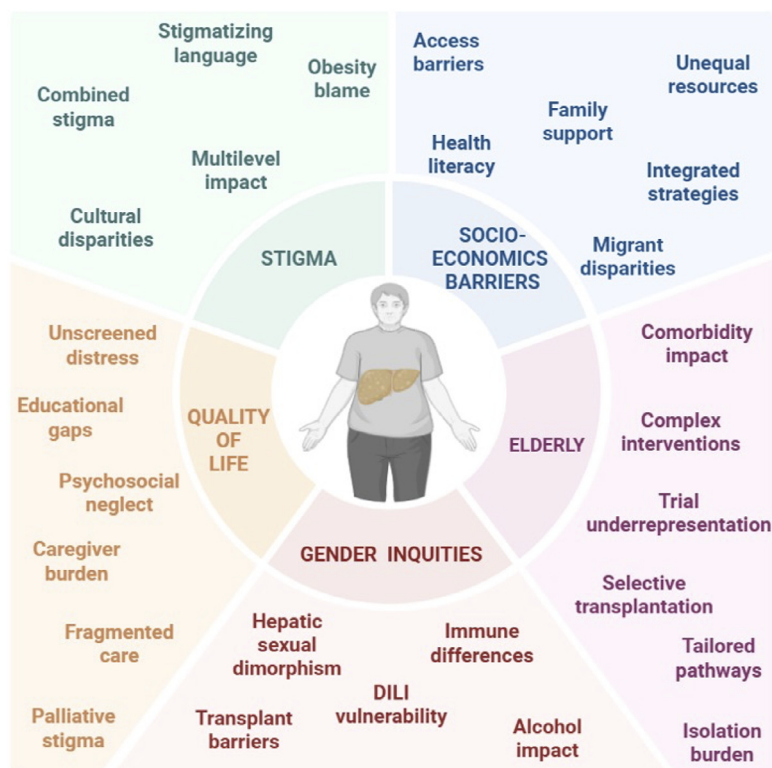 Stigmatizing
language
Obesity
blame
Combined
stigma
Multilevel
impact
Cultural
disparities
STIGMA
Access
barriers
Unequal
resources
Family
support
Health
literacy
Integrated
strategies
Migrant
disparities
SOCIO-
ECONOMICS
BARRIERS
Unscreened
distress
Educational
gaps
Psychosocial
neglect
Caregiver
burden
Fragmented
care
Palliative
stigma
QUALITY
OF
LIFE
Comorbidity
impact
Complex
interventions
Trial
underrepresentation
Selective
transplantation
Tailored
pathways
Isolation
burden
ELDERLY
GENDER INQUITIES
Hepatic
sexual
dimorphism
Immune
differences
DILI
vulnerability
Transplant
barriers
Alcohol
impact